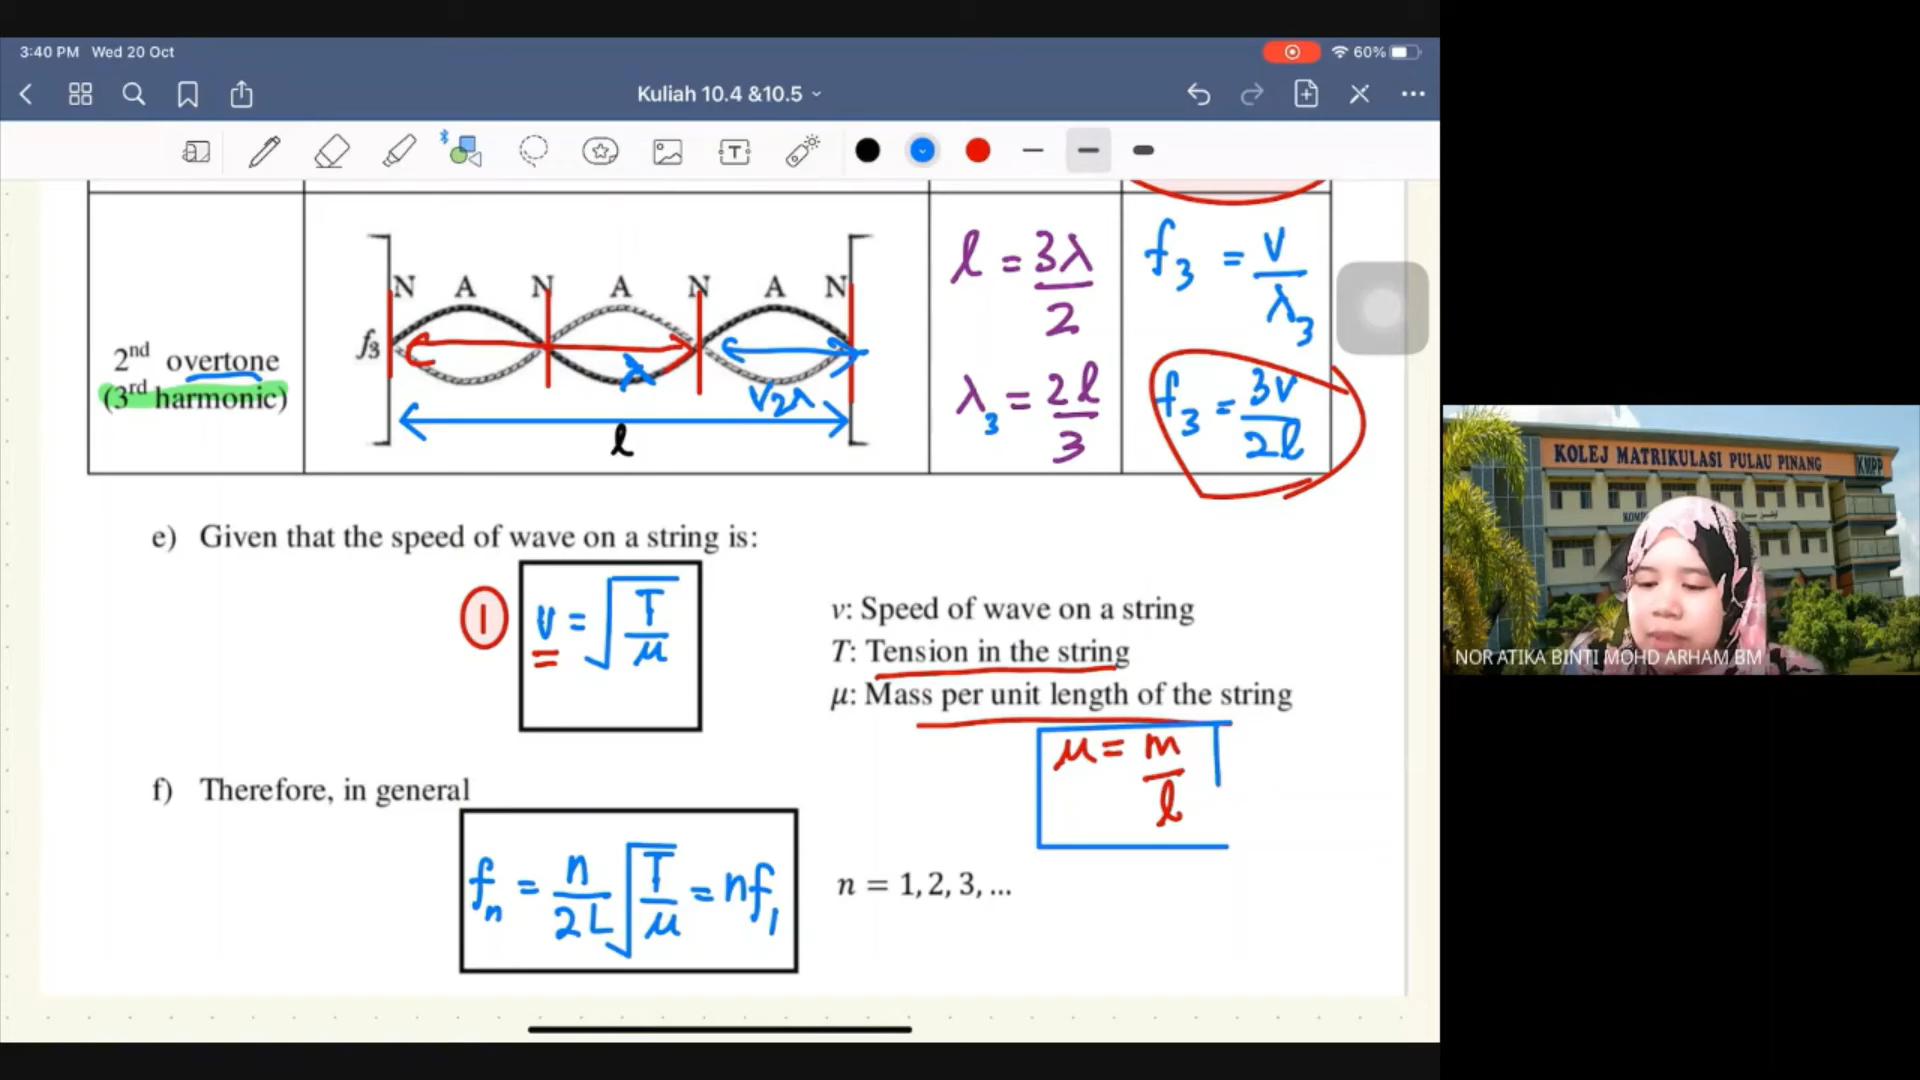 3:40 PM Wed 20 Oct
60%
Kuliah 10.4 &10.5
N A N A N A N
f3
λ
½λ
l
2nd overtone
(3rd harmonic)
l = 3λ/2
λ3 = 2l/3
f3 = v/λ3
f3 = 3v/2l
e) Given that the speed of wave on a string is:
1
v = √(T/μ)
v: Speed of wave on a string
T: Tension in the string
μ: Mass per unit length of the string
μ = m/l
f) Therefore, in general
fn = n/2L √(T/μ) = nf1
n = 1, 2, 3, ...
KOLEJ MATRIKULASI PULAU PINANG
KMPP
NOR ATIKA BINTI MOHD ARHAM BM